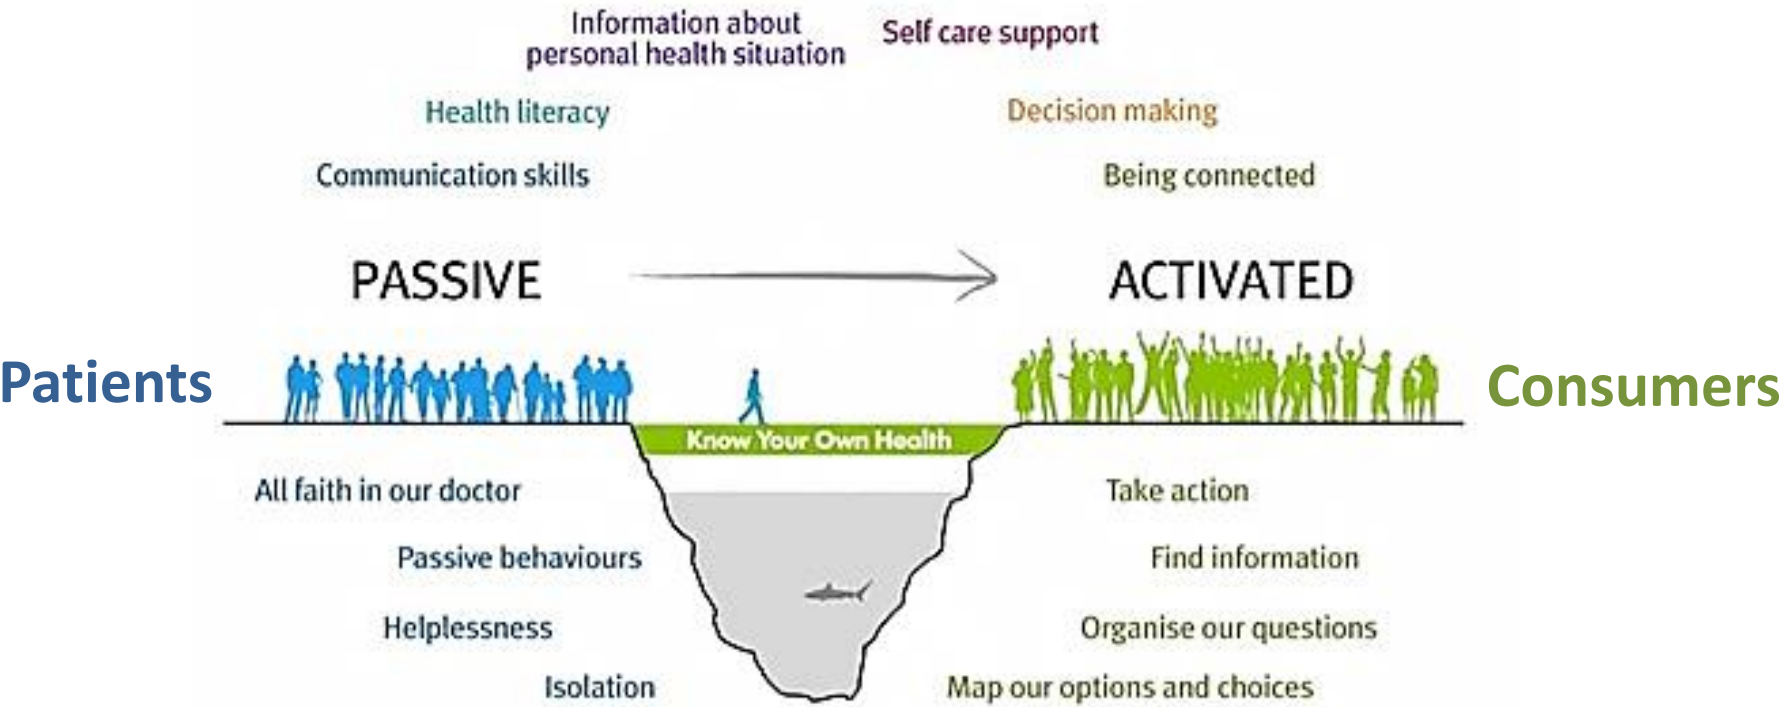 Information about
personal health situation
Self care support
Health literacy
Decision making
Communication skills
Being connected
PASSIVE
ACTIVATED
Patients
Consumers
Know Your Own Health
All faith in our doctor
Take action
Passive behaviours
Find information
Helplessness
Organise our questions
Isolation
Map our options and choices